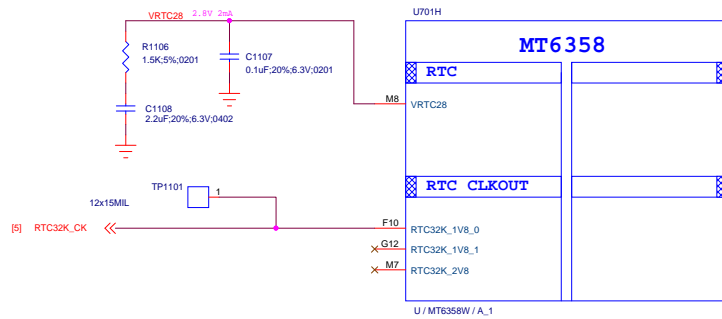 U701H
VRTC28 2.8V 2mA
MT6358
R1106
1.5K;5%;0201
C1107
0.1uF;20%;6.3V;0201
RTC
M8 VRTC28
C1108
2.2uF;20%;6.3V;0402
TP1101 1
RTC CLKOUT
12x15MIL
[5] RTC32K_CK
F10 RTC32K_1V8_0
G12 RTC32K_1V8_1
M7 RTC32K_2V8
U / MT6358W / A_1